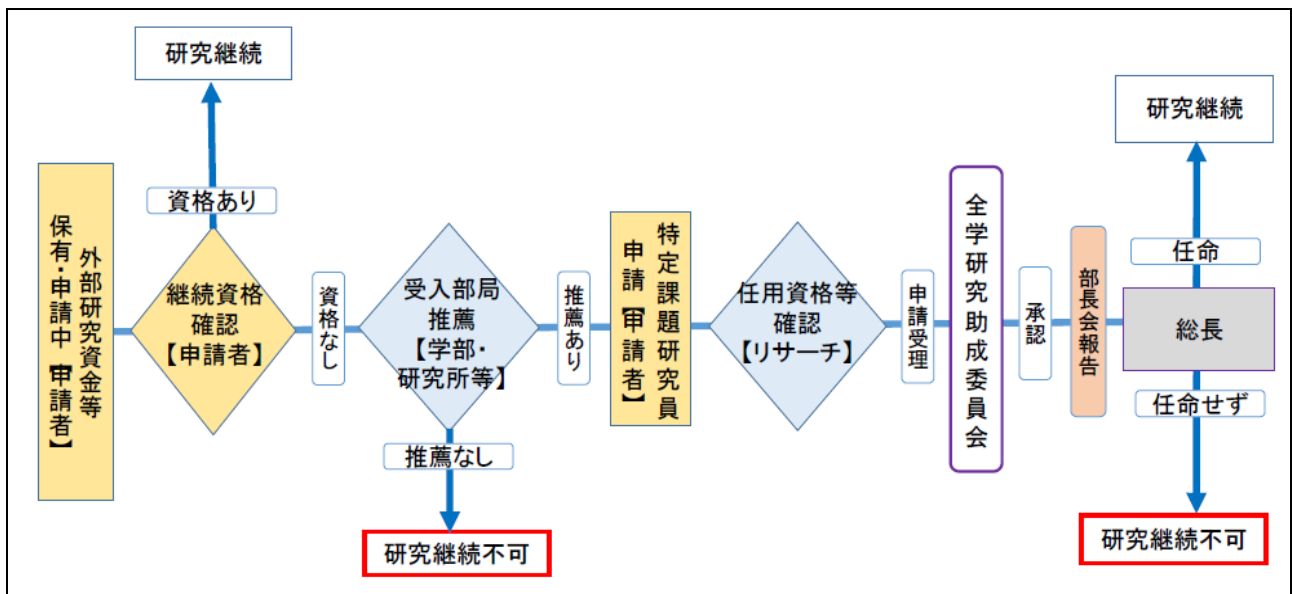 研究継続
資格あり
外部研究資金等
保有・申請中【申請者】
継続資格
確認
【申請者】
資格なし
受入部局
推薦
【学部・
研究所等】
推薦なし
研究継続不可
推薦あり
特定課題研究員
申請【申請者】
任用資格等
確認
【リサーチ】
申請受理
全学研究助成委員会
承認
部長会報告
総長
任命
研究継続
任命せず
研究継続不可